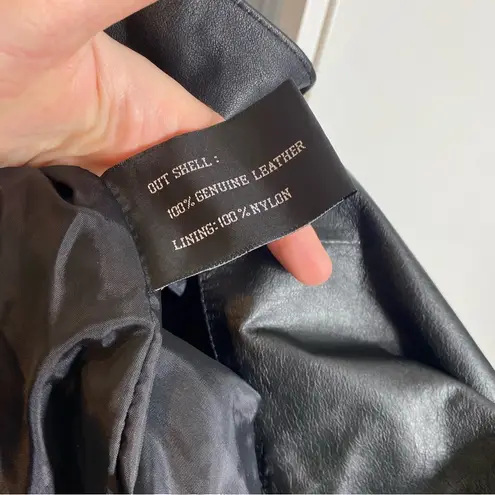 OUT SHELL:
100% GENUINE LEATHER
LINING:100%NYLON